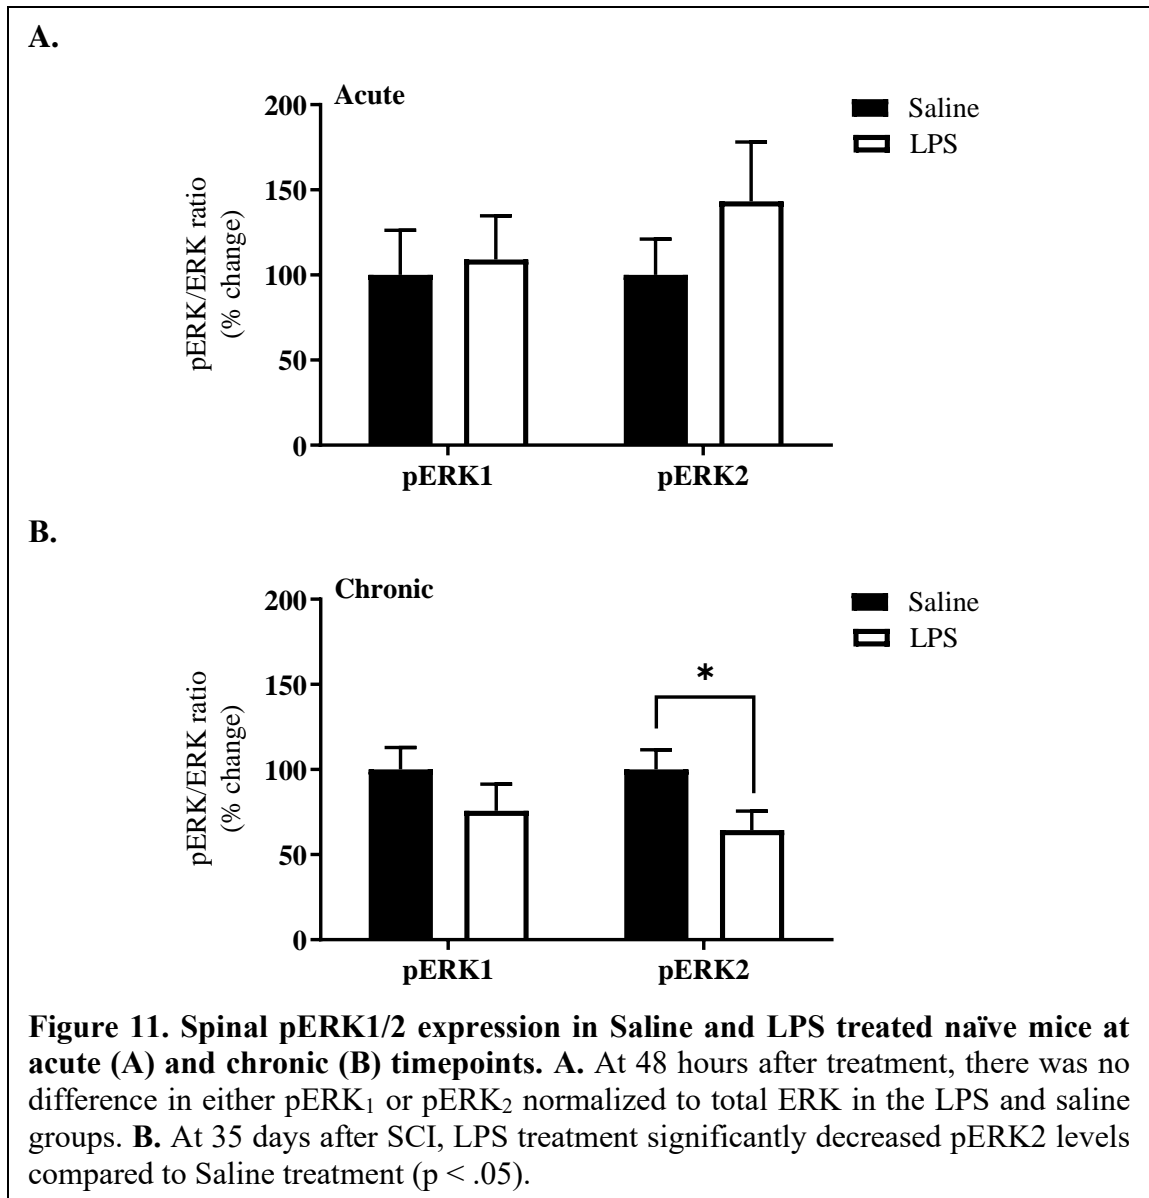 A.
Acute
Saline
LPS
pERK/ERK ratio
(% change)
200
150
100
50
0
pERK1 pERK2
B.
Chronic
Saline
LPS
*
pERK/ERK ratio
(% change)
200
150
100
50
0
pERK1 pERK2
Figure 11. Spinal pERK1/2 expression in Saline and LPS treated naïve mice at
acute (A) and chronic (B) timepoints. A. At 48 hours after treatment, there was no
difference in either pERK₁ or pERK₂ normalized to total ERK in the LPS and saline
groups. B. At 35 days after SCI, LPS treatment significantly decreased pERK2 levels
compared to Saline treatment (p < .05).